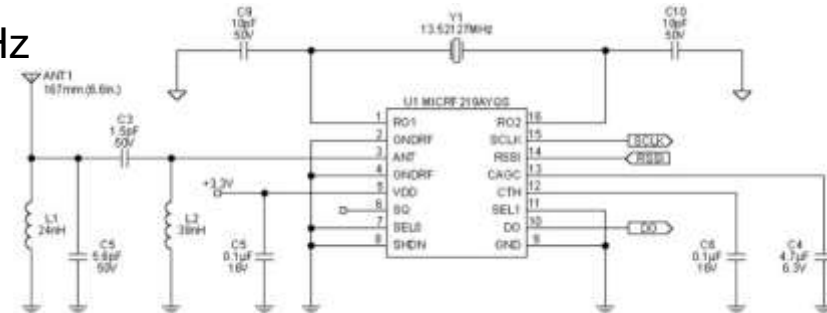 Hz
C9
10pF
50V
Y1
13.52127MHz
C10
10pF
50V
ANT1
167mm (6.6in.)
C3
1.5pF
50V
U1 MICRF219AYQS
1 RO1
2 GNDRF
3 ANT
4 GNDRF
5 VDD
6 SQ
7 SEL0
8 SHDN
RO2 16
SCLK 15
RSSI 14
CAGC 13
CTH 12
SEL1 11
DO 10
GND 9
SCLK
RSSI
DO
+3.3V
L1
24nH
C5
5.6pF
50V
L2
39nH
C5
0.1µF
16V
C6
0.1µF
16V
C4
4.7µF
6.3V